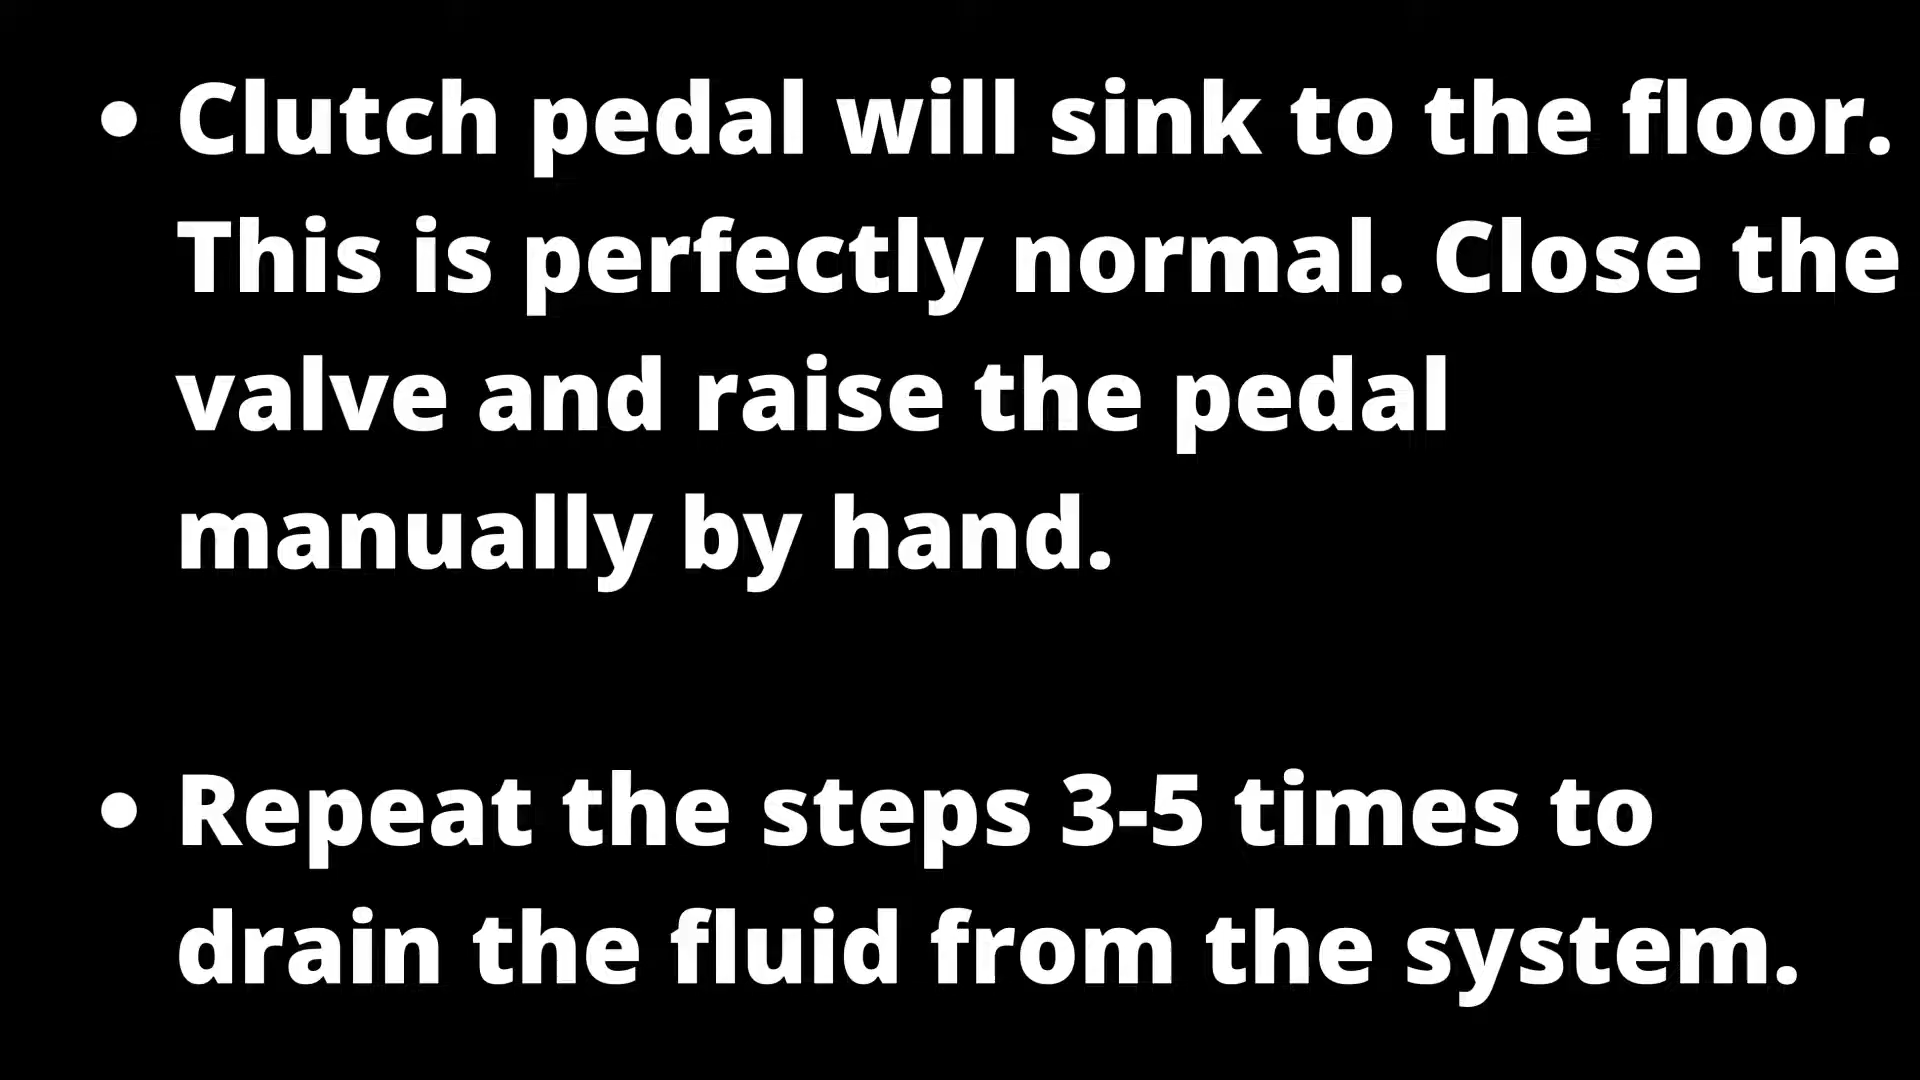 • Clutch pedal will sink to the floor.
This is perfectly normal. Close the
valve and raise the pedal
manually by hand.
• Repeat the steps 3-5 times to
drain the fluid from the system.